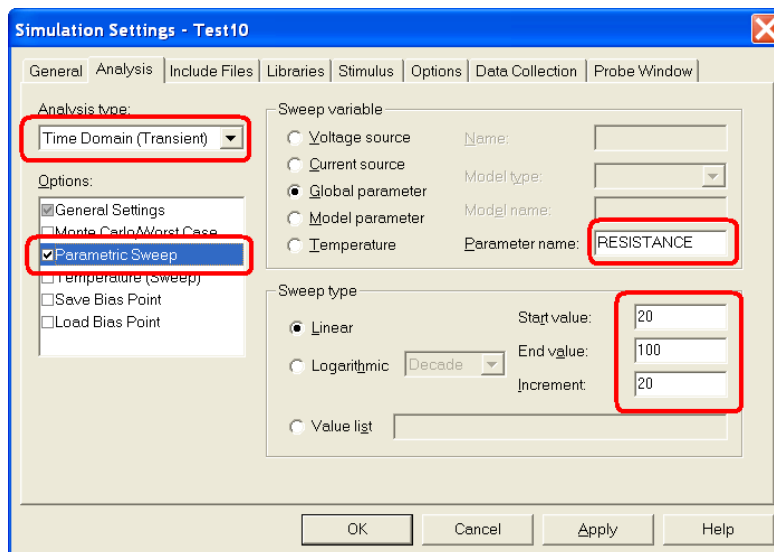 Simulation Settings - Test10
General
Analysis
Include Files
Libraries
Stimulus
Options
Data Collection
Probe Window
Analysis type:
Time Domain (Transient)
Options:
General Settings
Monte Carlo/Worst Case
Parametric Sweep
Temperature (Sweep)
Save Bias Point
Load Bias Point
Sweep variable
Voltage source
Current source
Global parameter
Model parameter
Temperature
Name:
Model type:
Model name:
Parameter name:
RESISTANCE
Sweep type
Linear
Logarithmic
Decade
Value list
Start value:
20
End value:
100
Increment:
20
OK
Cancel
Apply
Help